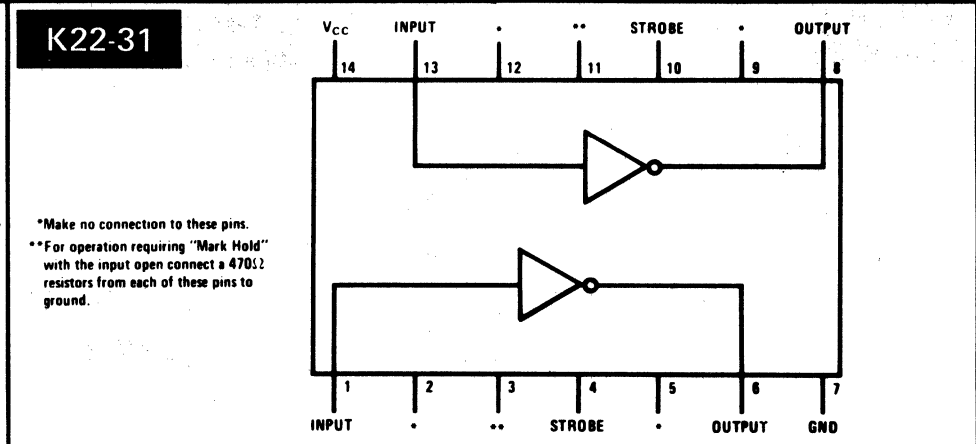 K22-31
VCC INPUT * ** STROBE * OUTPUT
14 13 12 11 10 9 8
*Make no connection to these pins.
**For operation requiring "Mark Hold"
with the input open connect a 470Ω
resistors from each of these pins to
ground.
1 2 3 4 5 6 7
INPUT * ** STROBE * OUTPUT GND